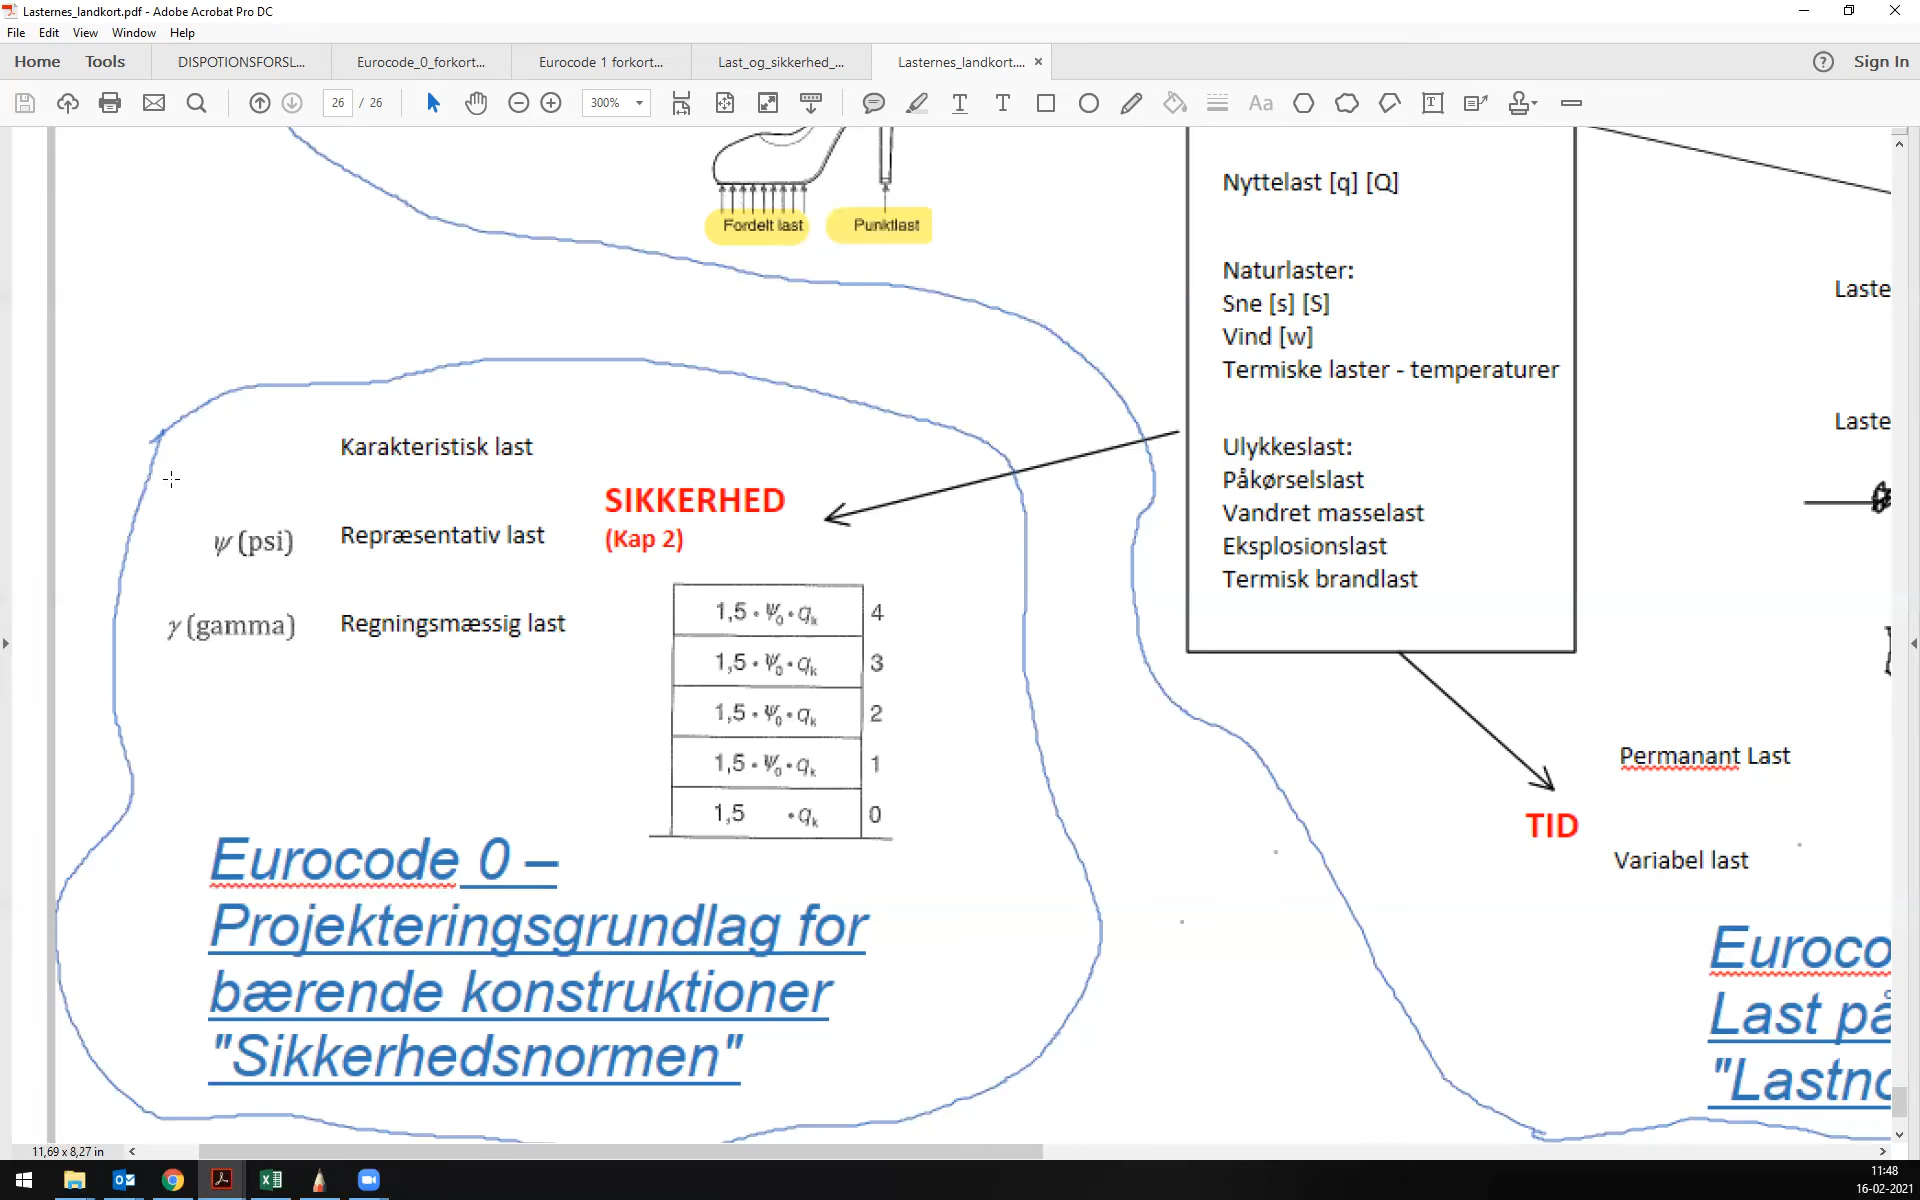 Lasternes_landkort.pdf - Adobe Acrobat Pro DC
File Edit View Window Help
Home Tools DISPOTIONSFORSL... Eurocode_0_forkort... Eurocode 1 forkort... Last_og_sikkerhed_... Lasternes_landkort....
Sign In
26 / 26 300%
Fordelt last
Punktlast
Nyttelast [q] [Q]
Naturlaster:
Sne [s] [S]
Vind [w]
Termiske laster - temperaturer
Ulykkeslast:
Påkørselslast
Vandret masselast
Eksplosionslast
Termisk brandlast
Laste
Laste
Karakteristisk last
ψ (psi) Repræsentativ last
γ (gamma) Regningsmæssig last
SIKKERHED
(Kap 2)
1,5 • Ψ₀ • qₖ 4
1,5 • Ψ₀ • qₖ 3
1,5 • Ψ₀ • qₖ 2
1,5 • Ψ₀ • qₖ 1
1,5 • qₖ 0
Eurocode 0 –
Projekteringsgrundlag for
bærende konstruktioner
"Sikkerhedsnormen"
Permanant Last
TID
Variabel last
Euroco
Last på
"Lastno
11,69 x 8,27 in
11:48
16-02-2021